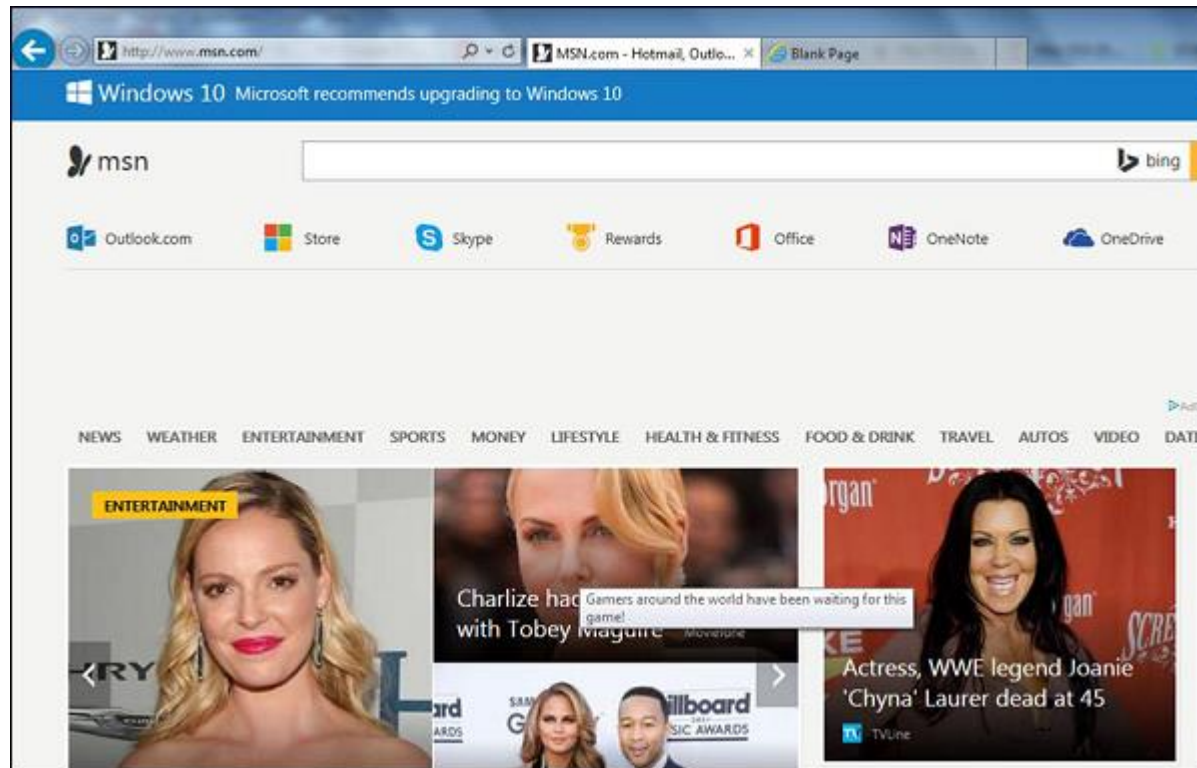 http://www.msn.com/
MSN.com - Hotmail, Outlo...
Blank Page
Windows 10 Microsoft recommends upgrading to Windows 10
msn
bing
Outlook.com
Store
Skype
Rewards
Office
OneNote
OneDrive
NEWS WEATHER ENTERTAINMENT SPORTS MONEY LIFESTYLE HEALTH & FITNESS FOOD & DRINK TRAVEL AUTOS VIDEO
ENTERTAINMENT
Charlize had
with Tobey Maguire Moviefone
Gamers around the world have been waiting for this
game!
Actress, WWE legend Joanie
'Chyna' Laurer dead at 45
TVLine
illboard
SIC AWARDS